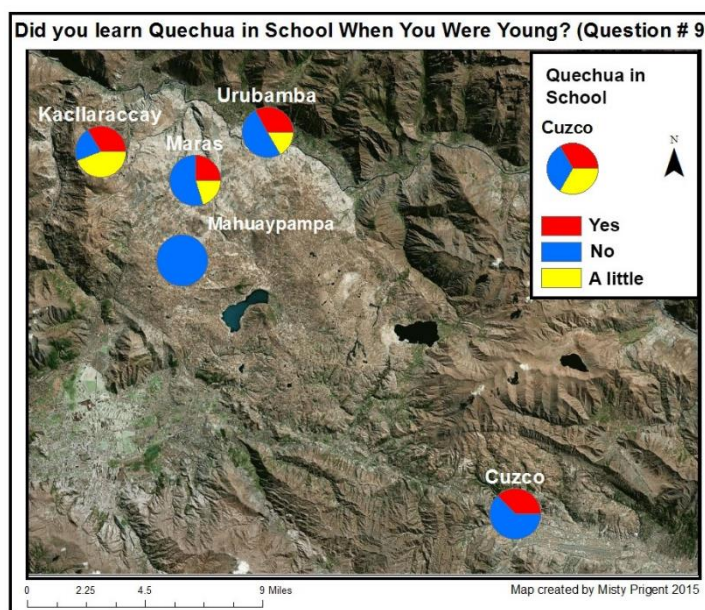 Did you learn Quechua in School When You Were Young? (Question # 9
Kacllaraccay
Urubamba
Maras
Mahuaypampa
Cuzco
Quechua in
School
Cuzco
N
Yes
No
A little
0 2.25 4.5 9 Miles
Map created by Misty Prigent 2015